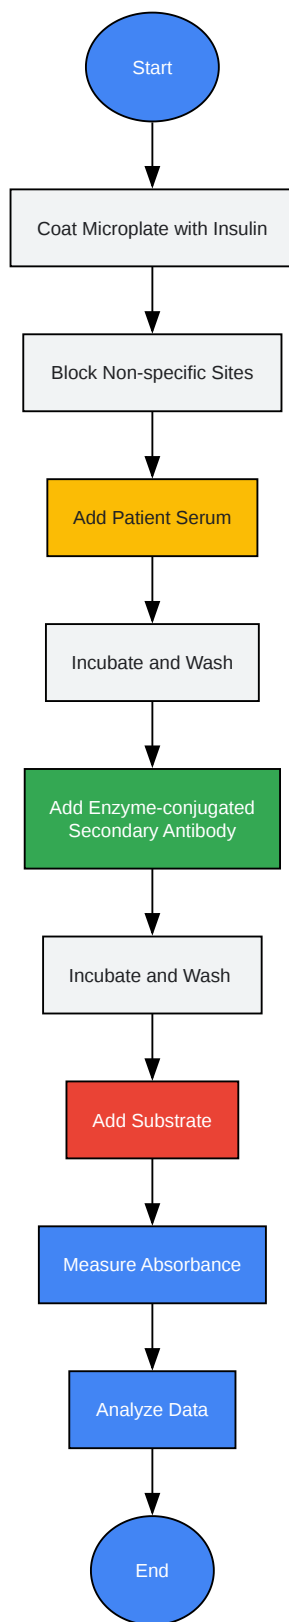 Start
Coat Microplate with Insulin
Block Non-specific Sites
Add Patient Serum
Incubate and Wash
Add Enzyme-conjugated
Secondary Antibody
Incubate and Wash
Add Substrate
Measure Absorbance
Analyze Data
End